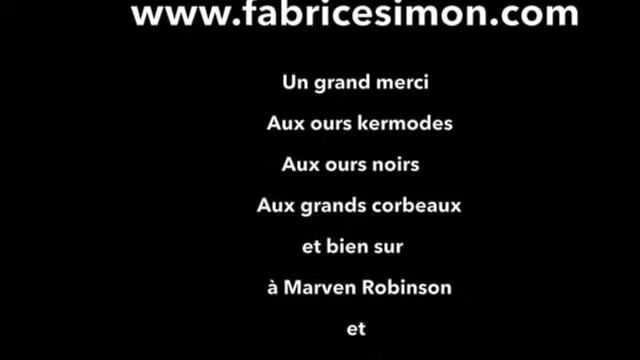 www.fabricesimon.com
Un grand merci
Aux ours kermodes
Aux ours noirs
Aux grands corbeaux
et bien sur
à Marven Robinson
et